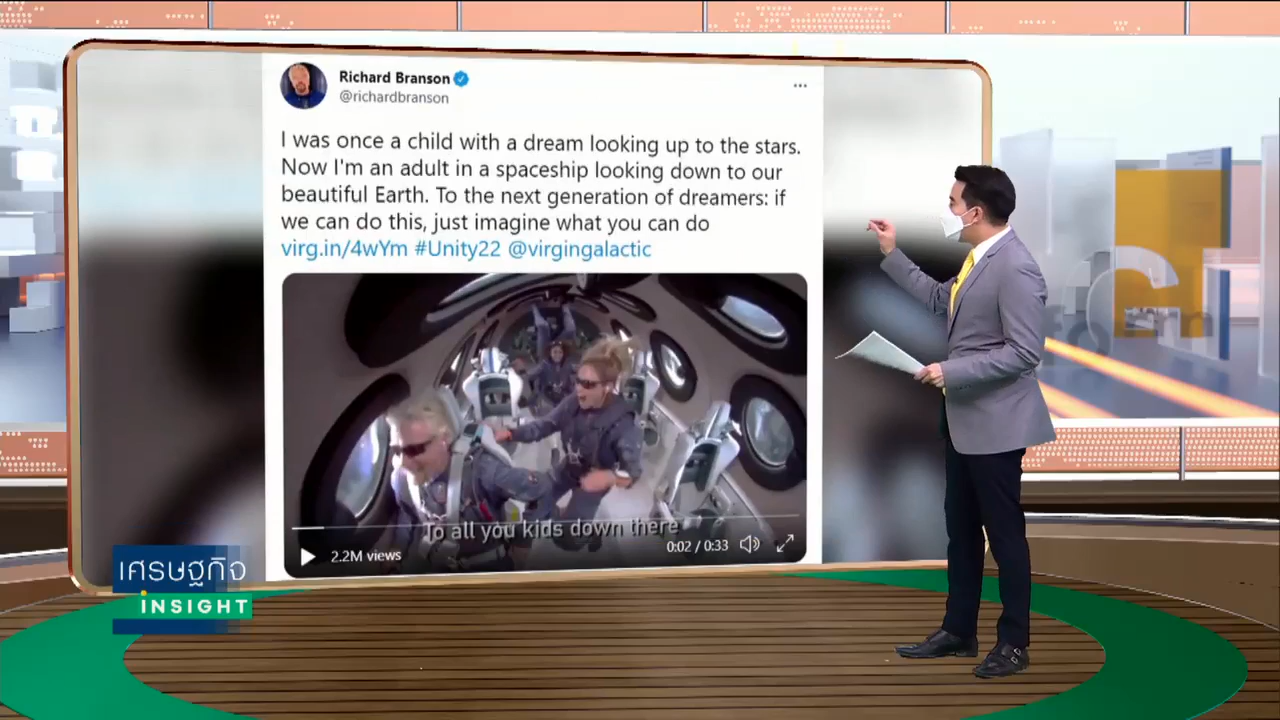 Richard Branson
@richardbranson
I was once a child with a dream looking up to the stars.
Now I'm an adult in a spaceship looking down to our
beautiful Earth. To the next generation of dreamers: if
we can do this, just imagine what you can do
virg.in/4wYm #Unity22 @virgingalactic
To all you kids down there
2.2M views
0:02 / 0:33
เศรษฐกิจ
INSIGHT